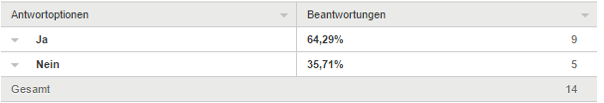 Antwortoptionen Beantwortungen
Ja 64,29% 9
Nein 35,71% 5
Gesamt 14